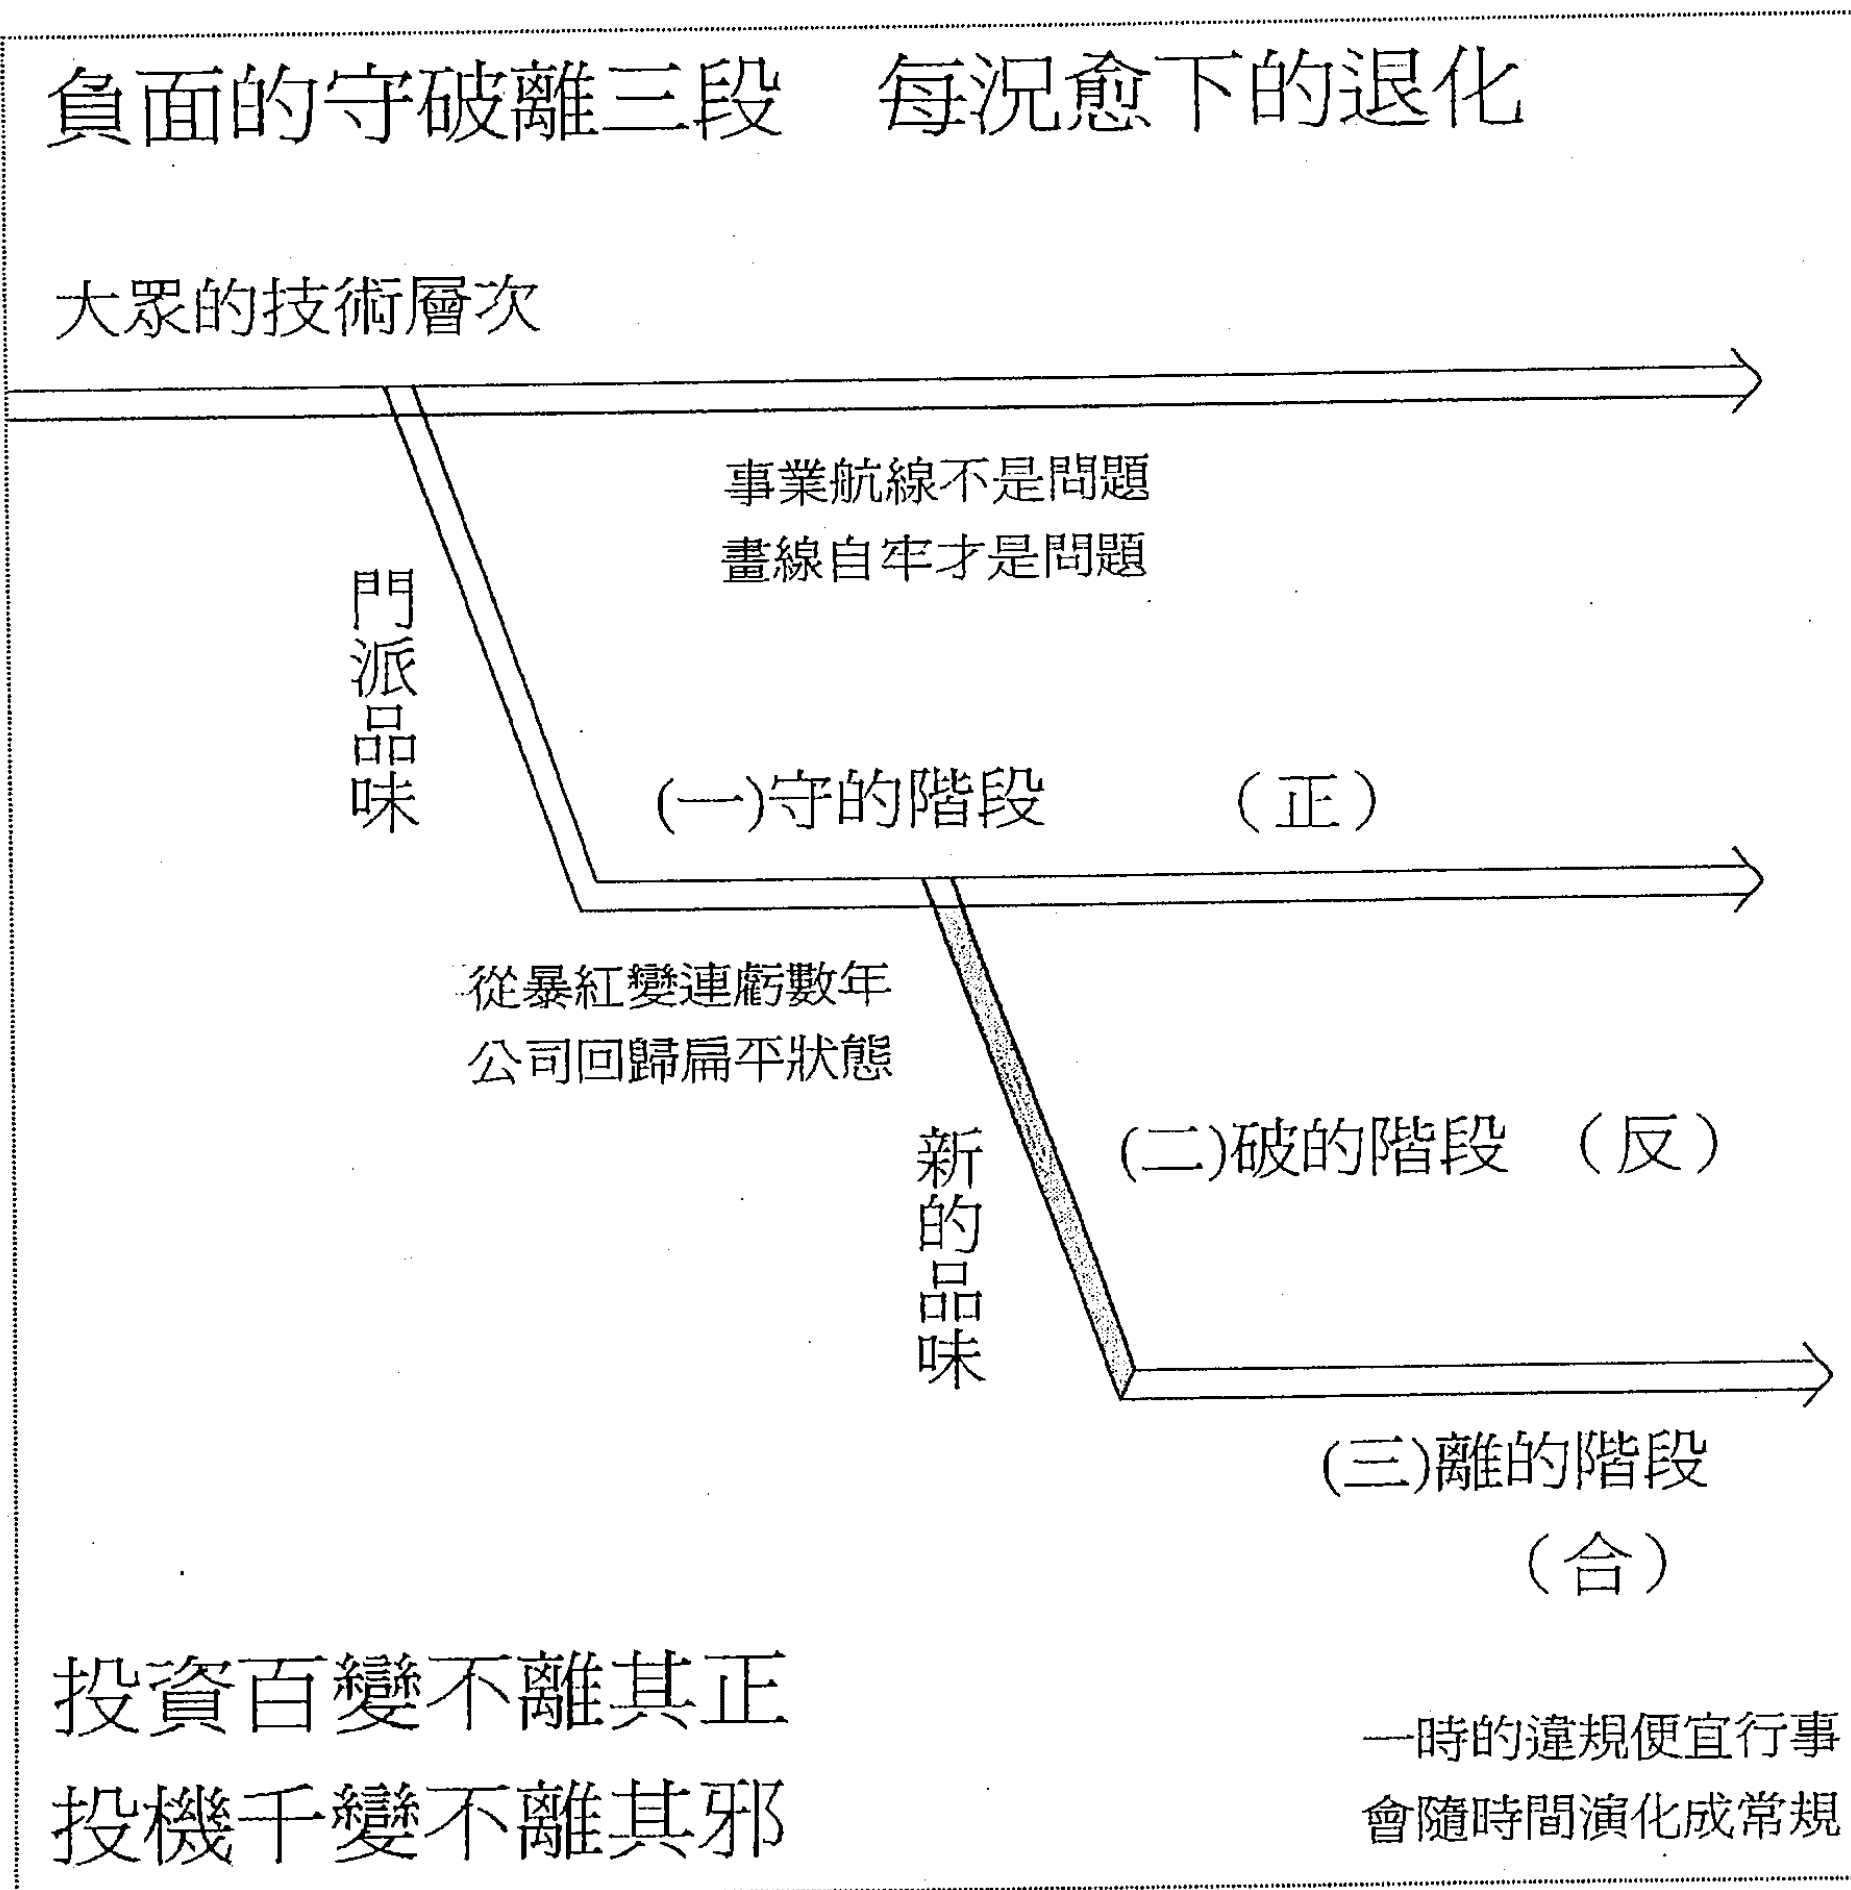 負面的守破離三段　每況愈下的退化
大眾的技術層次
事業航線不是問題
畫線自牢才是問題
門派品味
(一)守的階段　（正）
從暴紅變連虧數年
公司回歸扁平狀態
新的品味
(二)破的階段　（反）
(三)離的階段
（合）
投資百變不離其正
投機千變不離其邪
一時的違規便宜行事
會隨時間演化成常規